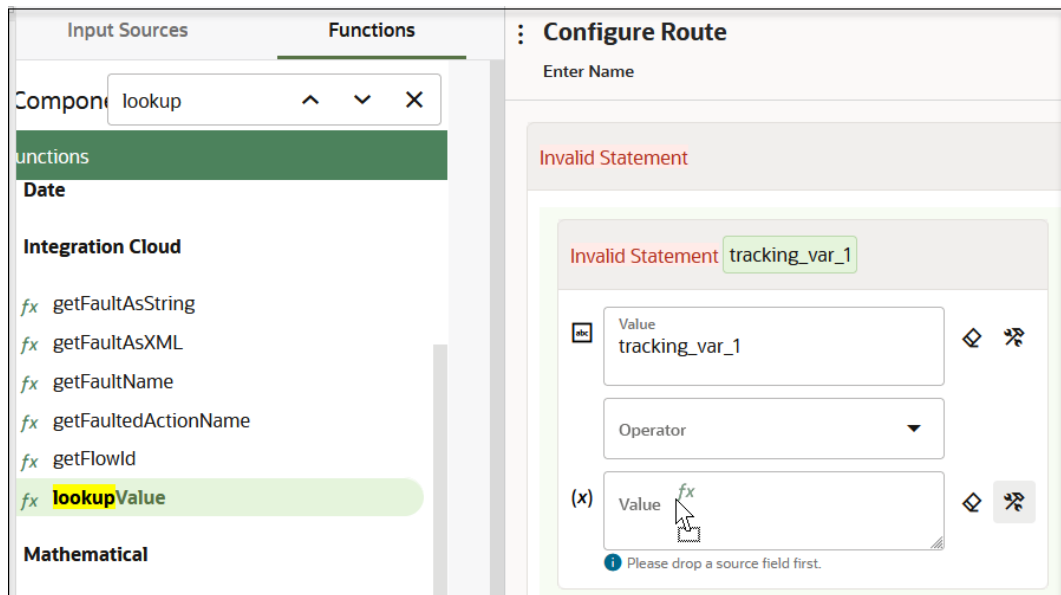 Input Sources
Functions
Compone
lookup
unctions
Date
Integration Cloud
fx getFaultAsString
fx getFaultAsXML
fx getFaultName
fx getFaultedActionName
fx getFlowId
fx lookupValue
Mathematical
Configure Route
Enter Name
Invalid Statement
Invalid Statement tracking_var_1
abc
Value
tracking_var_1
Operator
(x)
Value fx
i Please drop a source field first.